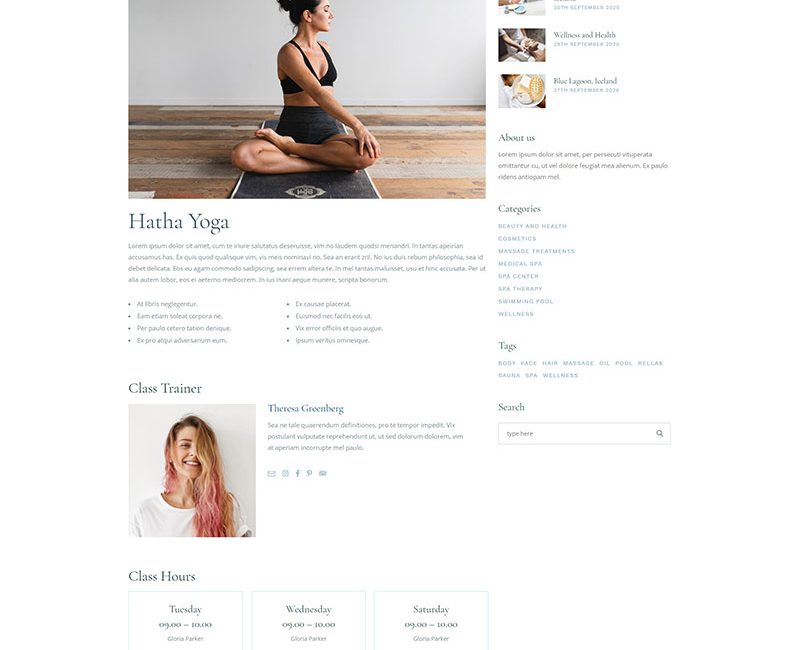 Hatha Yoga
Lorem ipsum dolor sit amet, cum te iriure salutatus deseruisse, vim no laudem quodsi menandri. In tantas apeirian
accusamus has. Ex quis quod qualisque vim, vis meis nominavi no. Sea an erant zril. No ius duis rebum philosophia, sea id
debet delicata. Eos eu agam commodo sadipscing, sea errem altera te. In mel tantas maluisset, usu et hinc accusata. Per ut
alia autem lobor, eos ei aeterno mediocrem. In ius inani aeque munere, scripta bonorum.
At libris neglegentur.
Eam etiam soleat corpora ne.
Per paulo cetero tation denique.
Ex pro atqui adversarium eum.
Ex causae placerat.
Euismod nec facilis eos ut.
Vix error officiis et quo augue.
Ipsum veritus omnesque.
Class Trainer
Theresa Greenberg
Sea ne tale quaerendum definitiones, pro te tempor impedit. Vix
postulant vulputate reprehendunt ut, ut sed dolorum dolorem, vim
at aperiam incorrupte mel paulo.
Class Hours
Tuesday
09.00 – 10.00
Gloria Parker
Wednesday
09.00 – 10.00
Gloria Parker
Saturday
09.00 – 10.00
Gloria Parker
30TH SEPTEMBER 2020
Wellness and Health
29TH SEPTEMBER 2020
Blue Lagoon, Iceland
27TH SEPTEMBER 2020
About us
Lorem ipsum dolor sit amet, per persecuti vituperata
omittantur cu, ut vel dolore feugiat mea alienum. Ex paulo
ridens antiopam mel.
Categories
BEAUTY AND HEALTH
COSMETICS
MASSAGE TREATMENTS
MEDICAL SPA
SPA CENTER
SPA THERAPY
SWIMMING POOL
WELLNESS
Tags
BODY FACE HAIR MASSAGE OIL POOL RELAX
SAUNA SPA WELLNESS
Search
type here